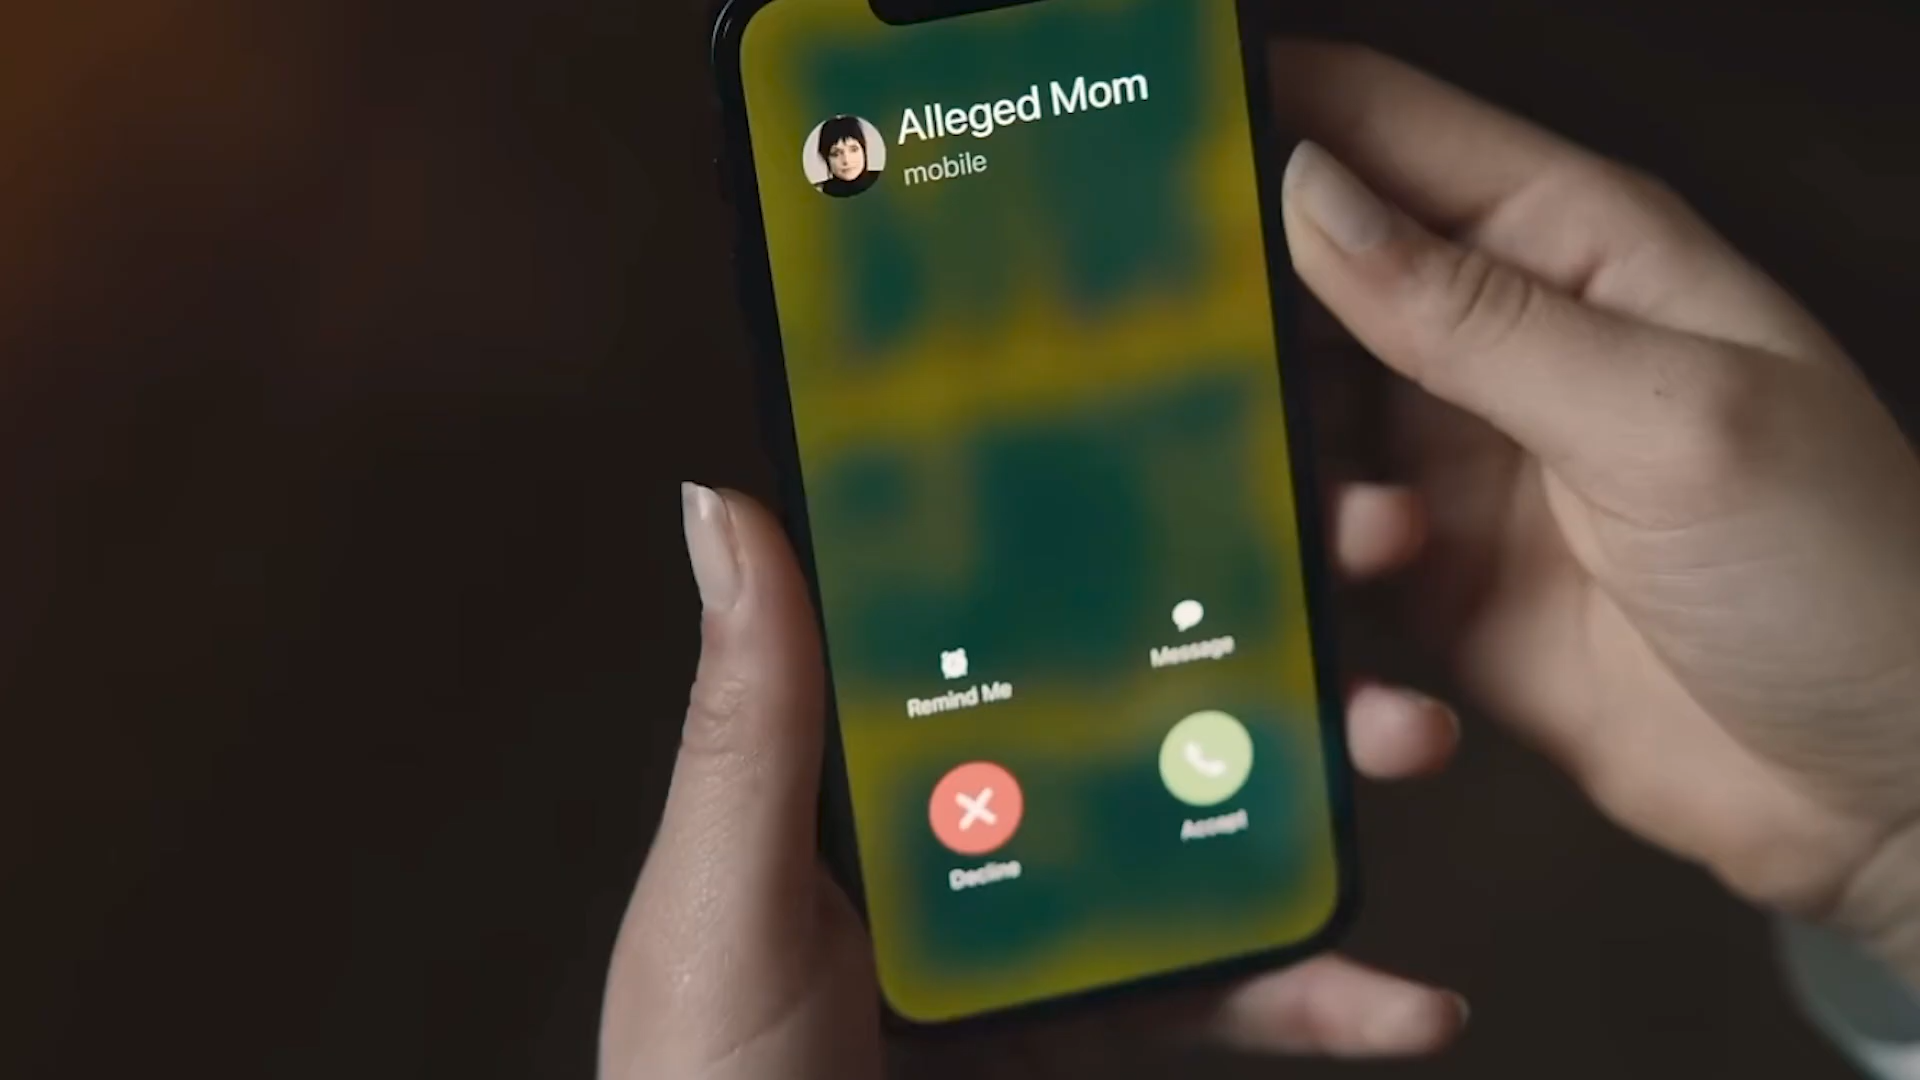 Alleged Mom
mobile
Message
Remind Me
Accept
Decline